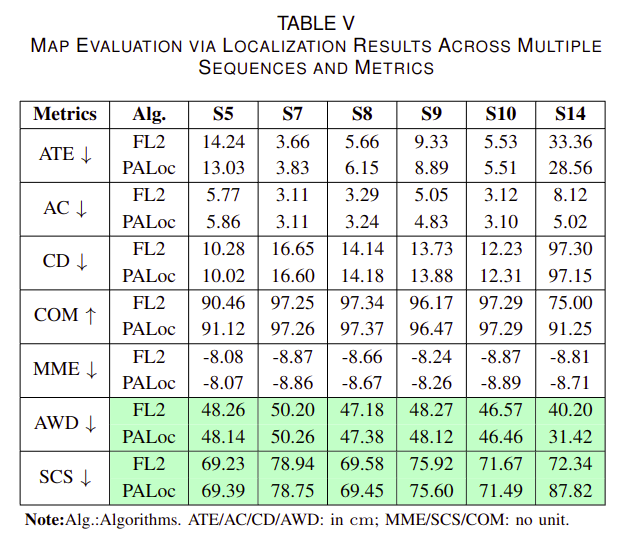 TABLE V
MAP EVALUATION VIA LOCALIZATION RESULTS ACROSS MULTIPLE
SEQUENCES AND METRICS
Metrics Alg. S5 S7 S8 S9 S10 S14
ATE ↓ FL2 14.24 3.66 5.66 9.33 5.53 33.36
PALoc 13.03 3.83 6.15 8.89 5.51 28.56
AC ↓ FL2 5.77 3.11 3.29 5.05 3.12 8.12
PALoc 5.86 3.11 3.24 4.83 3.10 5.02
CD ↓ FL2 10.28 16.65 14.14 13.73 12.23 97.30
PALoc 10.02 16.60 14.18 13.88 12.31 97.15
COM ↑ FL2 90.46 97.25 97.34 96.17 97.29 75.00
PALoc 91.12 97.26 97.37 96.47 97.29 91.25
MME ↓ FL2 -8.08 -8.87 -8.66 -8.24 -8.87 -8.81
PALoc -8.07 -8.86 -8.67 -8.26 -8.89 -8.71
AWD ↓ FL2 48.26 50.20 47.18 48.27 46.57 40.20
PALoc 48.14 50.26 47.38 48.12 46.46 31.42
SCS ↓ FL2 69.23 78.94 69.58 75.92 71.67 72.34
PALoc 69.39 78.75 69.45 75.60 71.49 87.82
Note:Alg.:Algorithms. ATE/AC/CD/AWD: in cm; MME/SCS/COM: no unit.